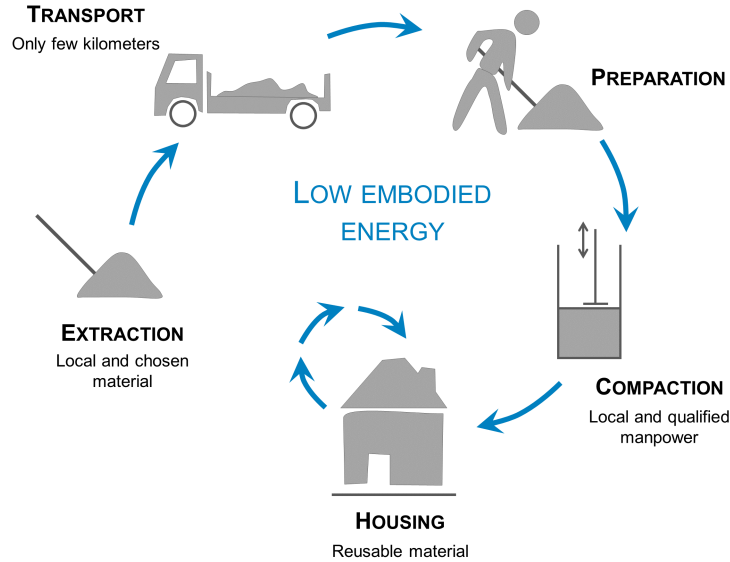 TRANSPORT
Only few kilometers
PREPARATION
LOW EMBODIED
ENERGY
EXTRACTION
Local and chosen
material
COMPACTION
Local and qualified
manpower
HOUSING
Reusable material